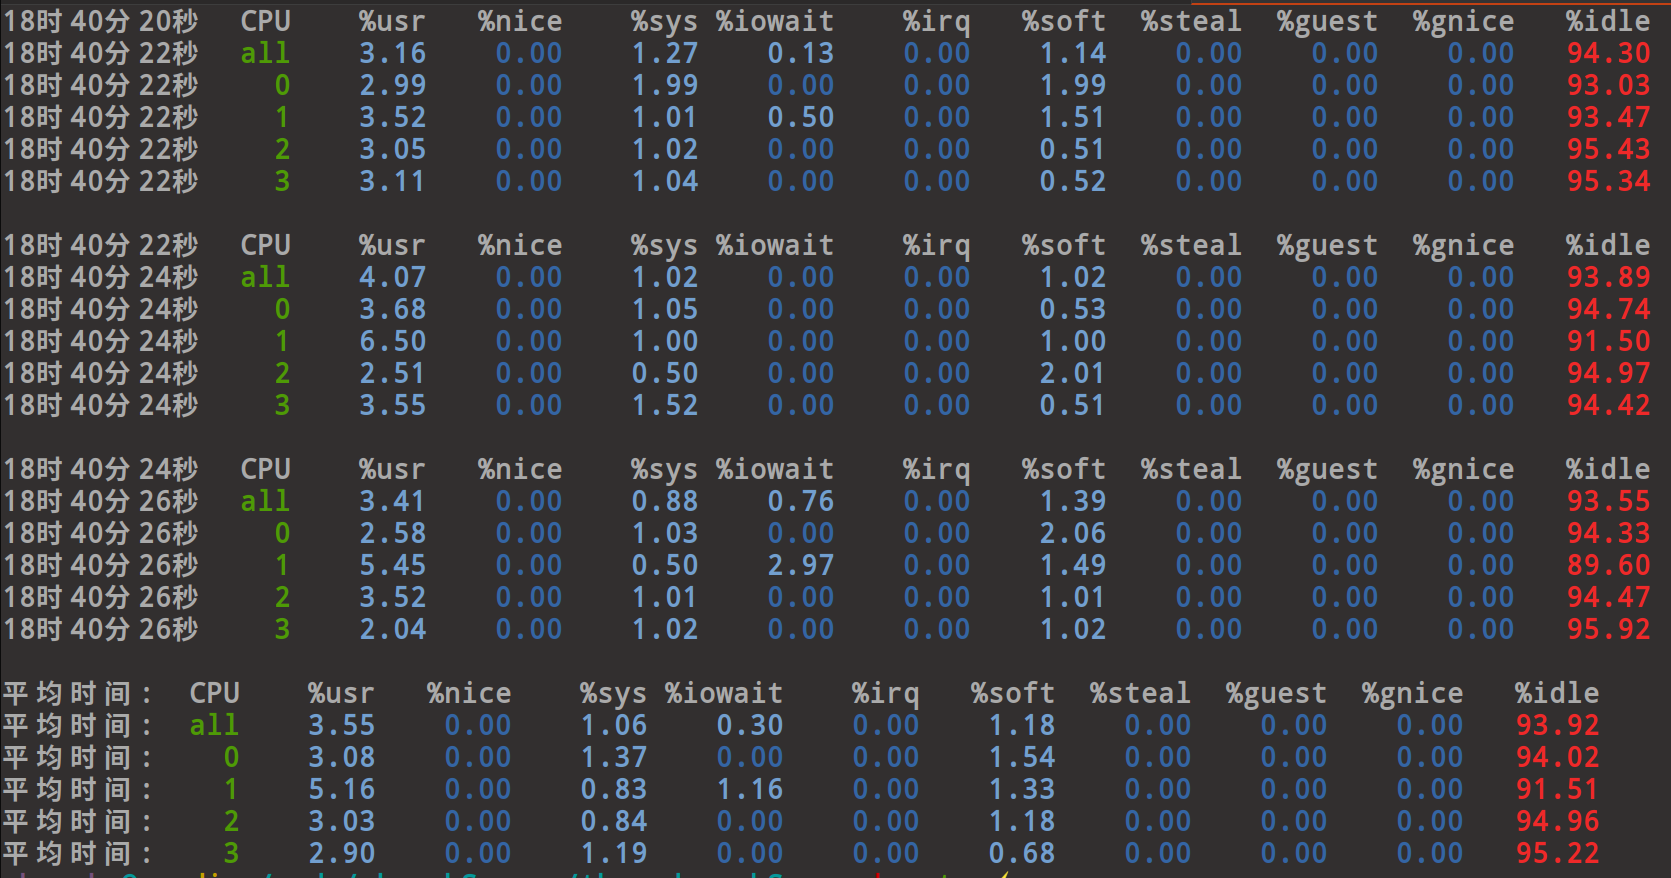 18时40分20秒 CPU %usr %nice %sys %iowait %irq %soft %steal %guest %gnice %idle
18时40分22秒 all 3.16 0.00 1.27 0.13 0.00 1.14 0.00 0.00 0.00 94.30
18时40分22秒 0 2.99 0.00 1.99 0.00 0.00 1.99 0.00 0.00 0.00 93.03
18时40分22秒 1 3.52 0.00 1.01 0.50 0.00 1.51 0.00 0.00 0.00 93.47
18时40分22秒 2 3.05 0.00 1.02 0.00 0.00 0.51 0.00 0.00 0.00 95.43
18时40分22秒 3 3.11 0.00 1.04 0.00 0.00 0.52 0.00 0.00 0.00 95.34
18时40分22秒 CPU %usr %nice %sys %iowait %irq %soft %steal %guest %gnice %idle
18时40分24秒 all 4.07 0.00 1.02 0.00 0.00 1.02 0.00 0.00 0.00 93.89
18时40分24秒 0 3.68 0.00 1.05 0.00 0.00 0.53 0.00 0.00 0.00 94.74
18时40分24秒 1 6.50 0.00 1.00 0.00 0.00 1.00 0.00 0.00 0.00 91.50
18时40分24秒 2 2.51 0.00 0.50 0.00 0.00 2.01 0.00 0.00 0.00 94.97
18时40分24秒 3 3.55 0.00 1.52 0.00 0.00 0.51 0.00 0.00 0.00 94.42
18时40分24秒 CPU %usr %nice %sys %iowait %irq %soft %steal %guest %gnice %idle
18时40分26秒 all 3.41 0.00 0.88 0.76 0.00 1.39 0.00 0.00 0.00 93.55
18时40分26秒 0 2.58 0.00 1.03 0.00 0.00 2.06 0.00 0.00 0.00 94.33
18时40分26秒 1 5.45 0.00 0.50 2.97 0.00 1.49 0.00 0.00 0.00 89.60
18时40分26秒 2 3.52 0.00 1.01 0.00 0.00 1.01 0.00 0.00 0.00 94.47
18时40分26秒 3 2.04 0.00 1.02 0.00 0.00 1.02 0.00 0.00 0.00 95.92
平均时间: CPU %usr %nice %sys %iowait %irq %soft %steal %guest %gnice %idle
平均时间: all 3.55 0.00 1.06 0.30 0.00 1.18 0.00 0.00 0.00 93.92
平均时间: 0 3.08 0.00 1.37 0.00 0.00 1.54 0.00 0.00 0.00 94.02
平均时间: 1 5.16 0.00 0.83 1.16 0.00 1.33 0.00 0.00 0.00 91.51
平均时间: 2 3.03 0.00 0.84 0.00 0.00 1.18 0.00 0.00 0.00 94.96
平均时间: 3 2.90 0.00 1.19 0.00 0.00 0.68 0.00 0.00 0.00 95.22